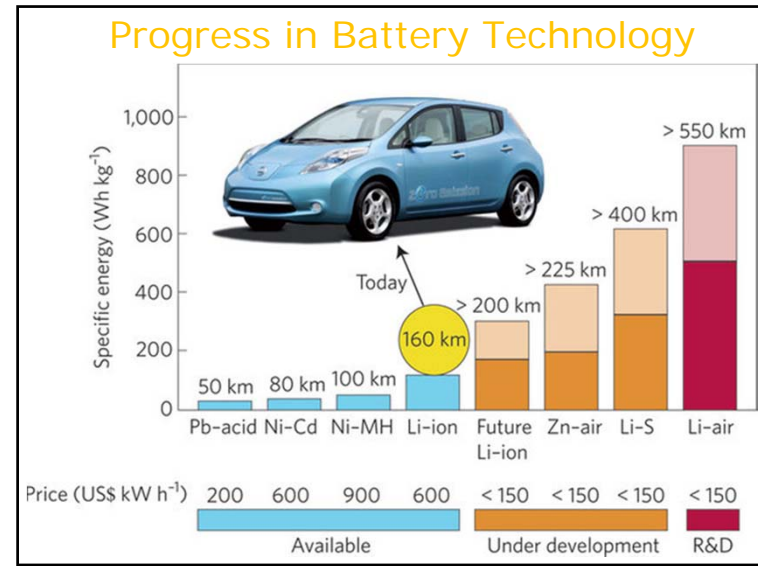 Progress in Battery Technology
Specific energy (Wh kg⁻¹)
1,000
800
600
400
200
0
Zero Emission
Today
50 km
80 km
100 km
160 km
> 200 km
> 225 km
> 400 km
> 550 km
Pb-acid Ni-Cd Ni-MH Li-ion Future Zn-air Li-S Li-air
Li-ion
Price (US$ kW h⁻¹) 200 600 900 600 < 150 < 150 < 150 < 150
Available Under development R&D